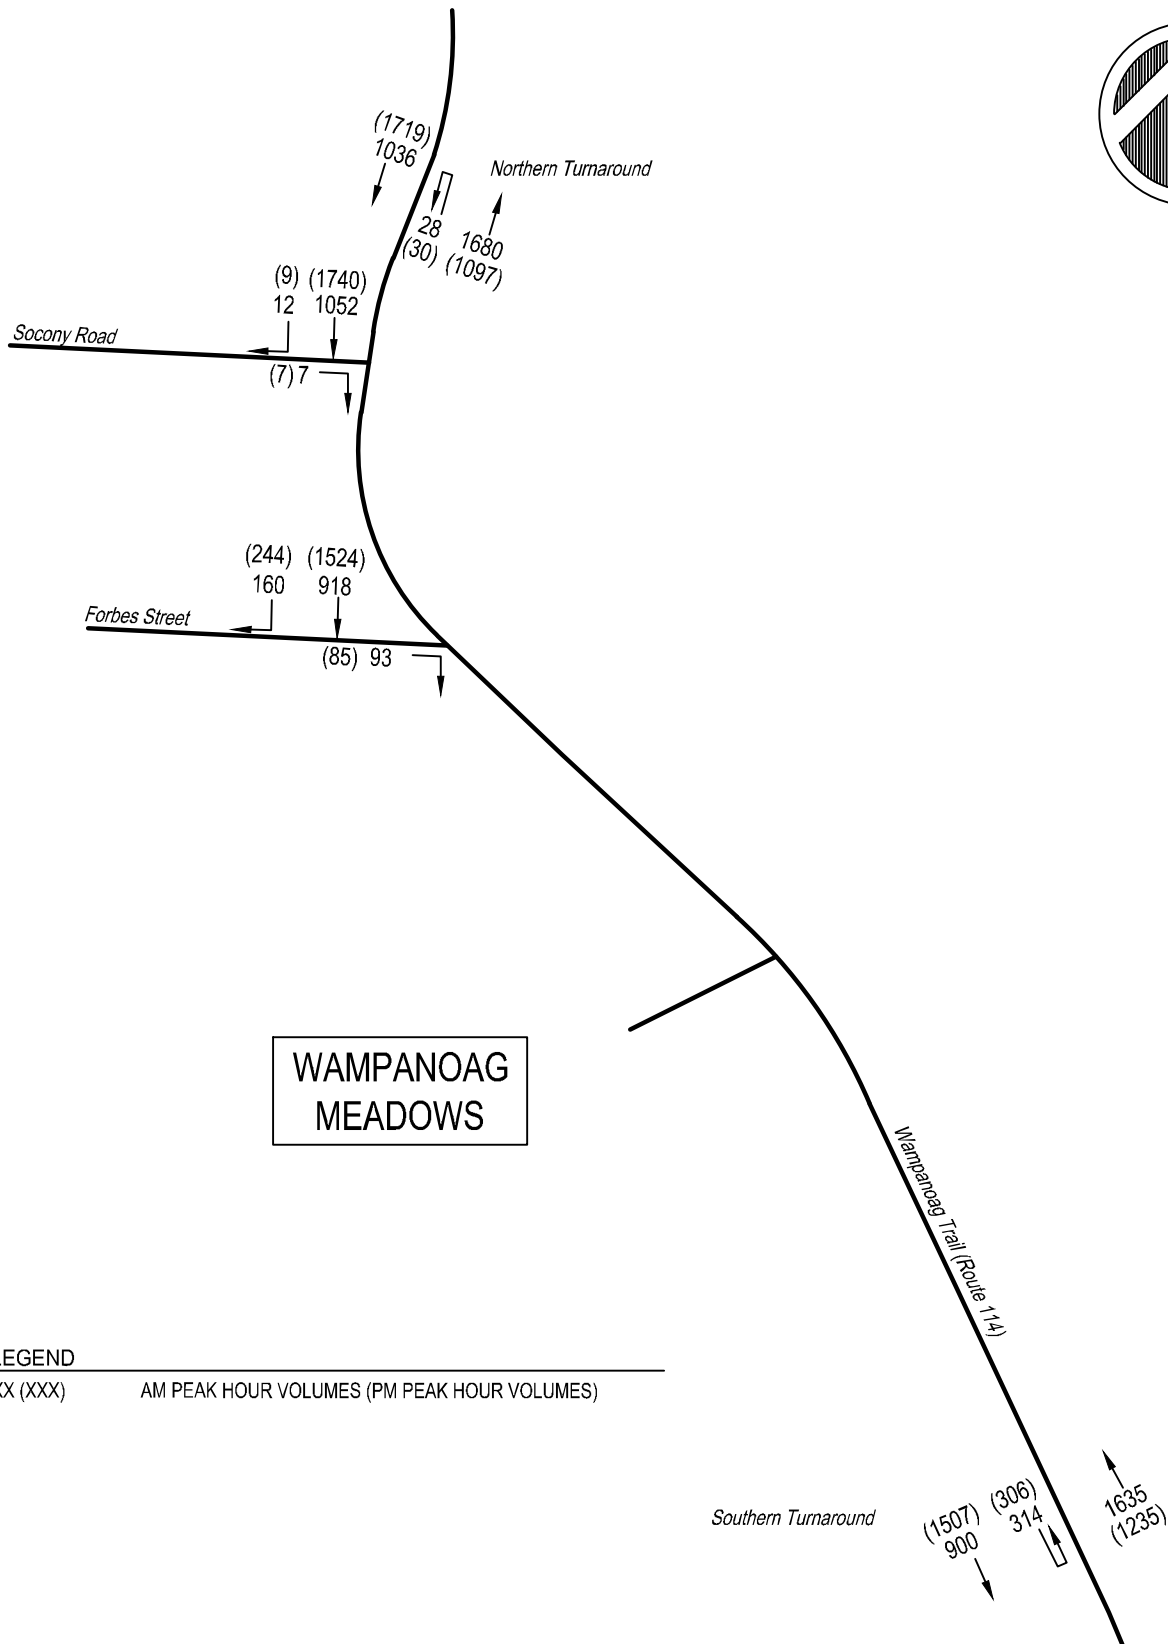 (1719)
1036
Northern Turnaround
28
(30)
1680
(1097)
(9) (1740)
12 1052
Socony Road
(7) 7
(244) (1524)
160 918
Forbes Street
(85) 93
WAMPANOAG
MEADOWS
Wampanoag Trail (Route 114)
LEGEND
XX (XXX) AM PEAK HOUR VOLUMES (PM PEAK HOUR VOLUMES)
Southern Turnaround
(1507)
900
(306)
314
1635
(1235)